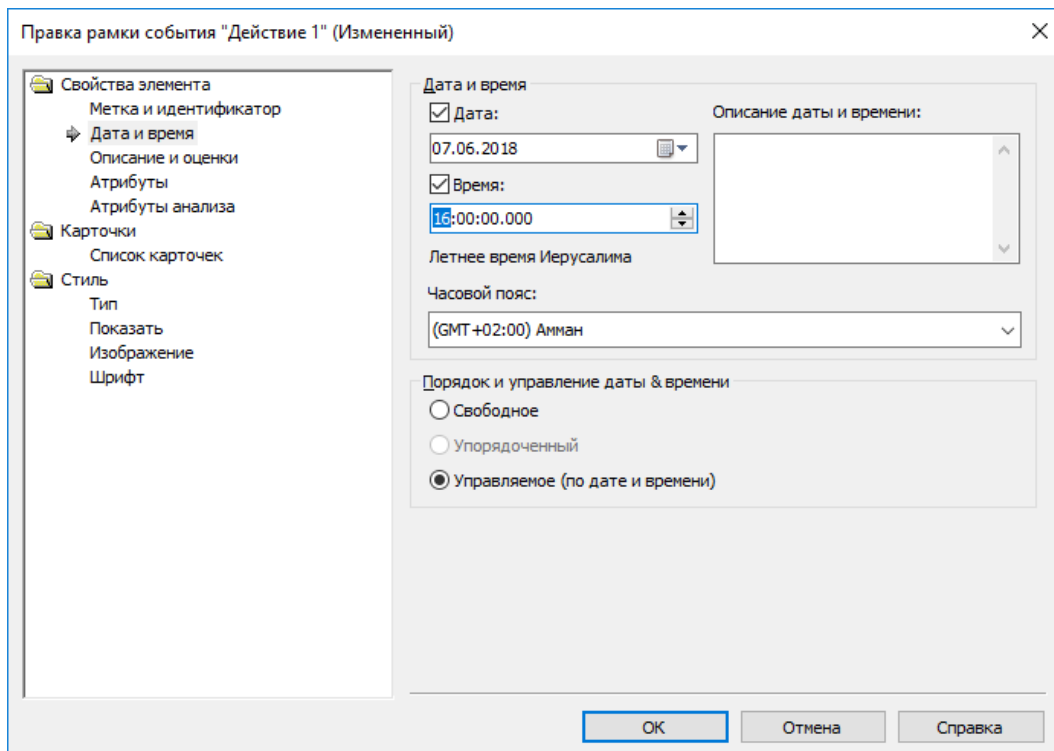 Правка рамки события "Действие 1" (Измененный)
Свойства элемента
Метка и идентификатор
Дата и время
Описание и оценки
Атрибуты
Атрибуты анализа
Карточки
Список карточек
Стиль
Тип
Показать
Изображение
Шрифт
Дата и время
Дата:
07.06.2018
Время:
16:00:00.000
Летнее время Иерусалима
Описание даты и времени:
Часовой пояс:
(GMT+02:00) Амман
Порядок и управление даты & времени
Свободное
Упорядоченный
Управляемое (по дате и времени)
ОК
Отмена
Справка